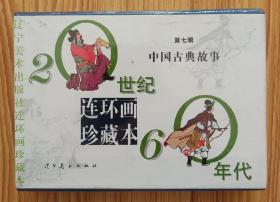 辽宁美术出版社连环画珍藏本
第七辑
中国古典故事
20世纪
连环画
珍藏本
60年代
辽宁美术出版社